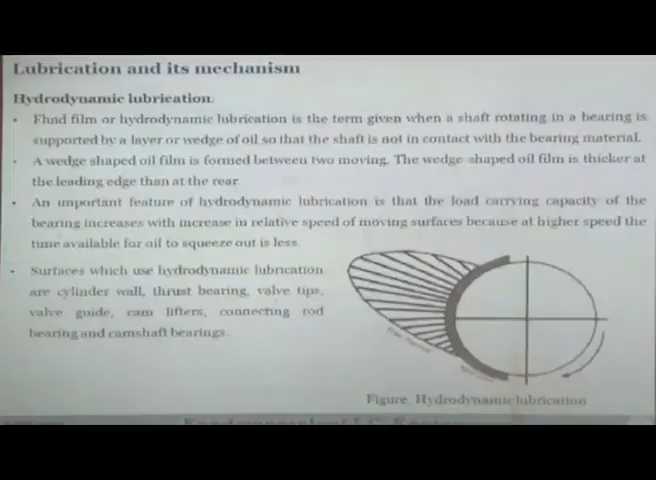 Lubrication and its mechanism
Hydrodynamic lubrication.
• Fluid film or hydrodynamic lubrication is the term given when a shaft rotating in a bearing is
supported by a layer or wedge of oil so that the shaft is not in contact with the bearing material.
• A wedge shaped oil film is formed between two moving. The wedge shaped oil film is thicker at
the leading edge than at the rear.
• An important feature of hydrodynamic lubrication is that the load carrying capacity of the
bearing increases with increase in relative speed of moving surfaces because at higher speed the
time available for oil to squeeze out is less.
• Surfaces which use hydrodynamic lubrication
are cylinder wall, thrust bearing, valve tips,
valve guide, cam lifters, connecting rod
bearing and camshaft bearings.
Figure. Hydrodynamic lubrication